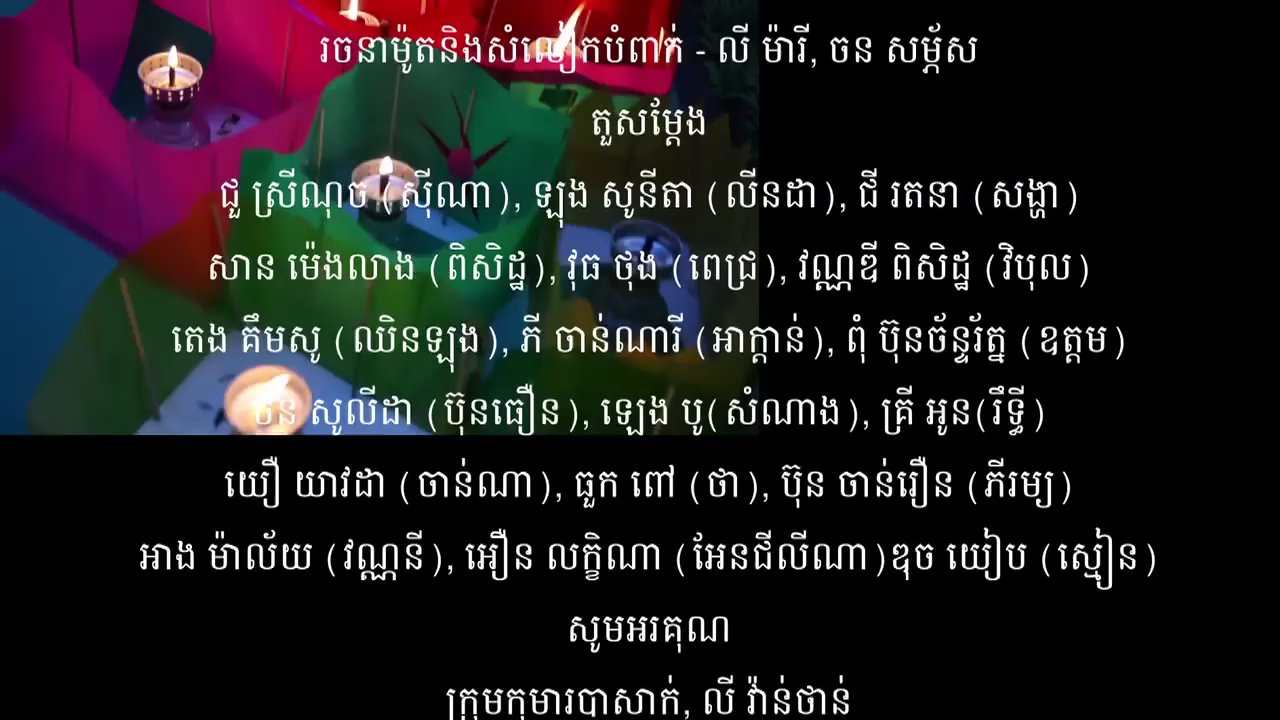 រចនាម៉ូតនិងសំលៀកបំពាក់ - លី ម៉ារី, ចន សម្ភ័ស
តួសម្ដែង
ជួ ស្រីណុច (ស៊ីណា), ឡុង សូនីតា (លីនដា), ជី រតនា (សង្ហា)
សាន ម៉េងលាង (ពិសិដ្ឋ), វុធ ថុង (ពេជ្រ), វណ្ណឌី ពិសិដ្ឋ (វិបុល)
តេង គឹមសូ (ឈិនឡុង), ភី ចាន់ណារី (អាក្កាន់), ពុំ ប៊ុនច័ន្ទរ័ត្ន (ឧត្តម)
ចន សូលីដា (ប៊ុនធឿន), ឡេង បូ(សំណាង), គ្រី អូន(រឹទ្ធី)
យឿ យាវដា (ចាន់ណា), ធួក ពៅ (ថា), ប៊ុន ចាន់រឿន (ភីរម្យ)
អាង ម៉ាល័យ (វណ្ណនី), អឿន លក្ខិណា (អែនជីលីណា)ឌុច យៀប (ស្មៀន)
សូមអរគុណ
ក្រុមកុមារបាសាក់, លី វ៉ាន់ថាន់